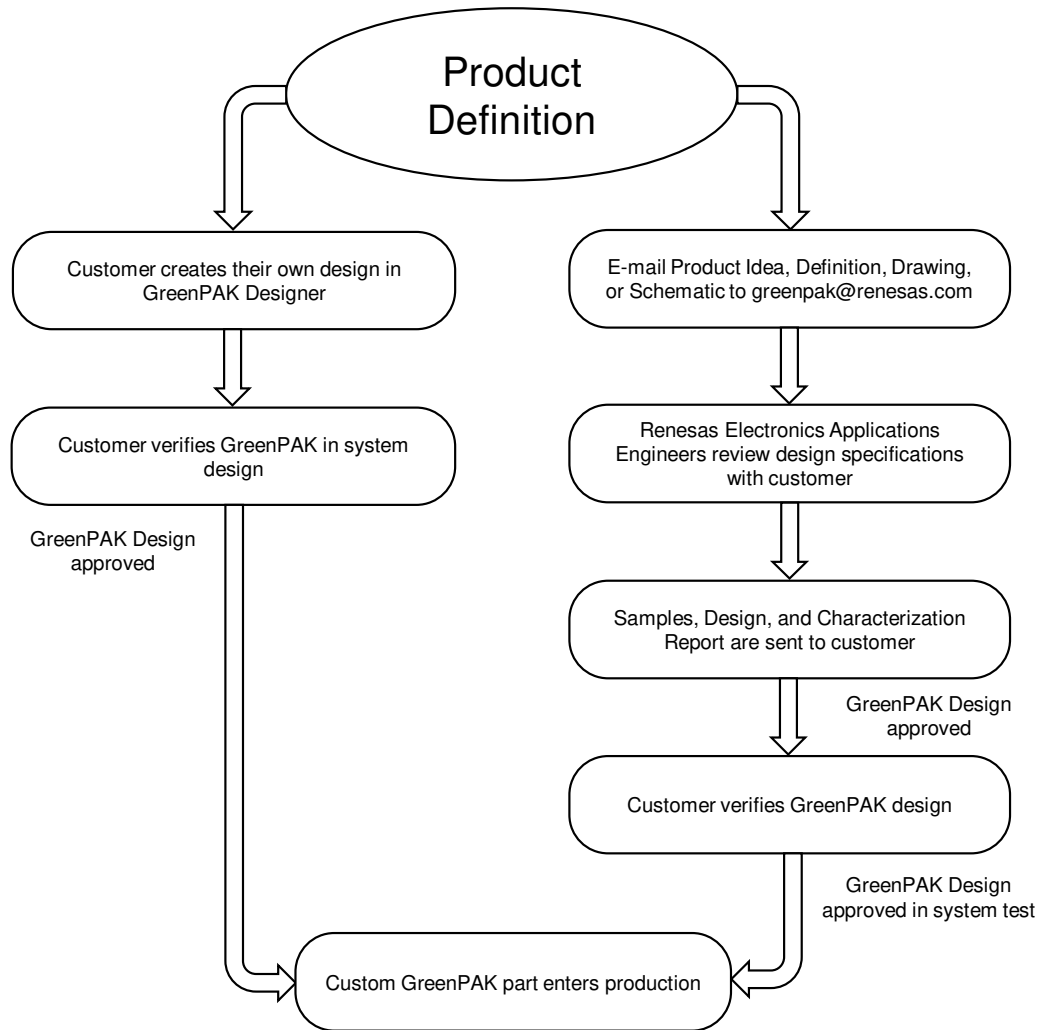 Product
Definition
Customer creates their own design in
GreenPAK Designer
Customer verifies GreenPAK in system
design
GreenPAK Design
approved
E-mail Product Idea, Definition, Drawing,
or Schematic to greenpak@renesas.com
Renesas Electronics Applications
Engineers review design specifications
with customer
Samples, Design, and Characterization
Report are sent to customer
GreenPAK Design
approved
Customer verifies GreenPAK design
GreenPAK Design
approved in system test
Custom GreenPAK part enters production